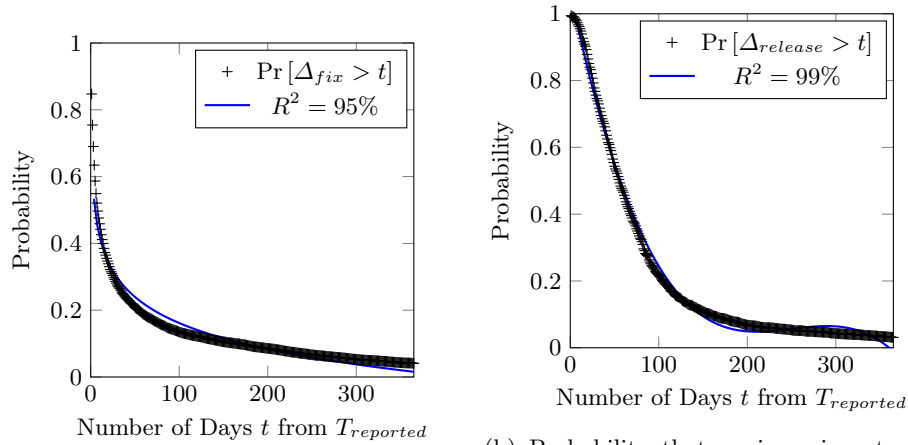 1
0.8
0.6
0.4
0.2
0
0 100 200 300
Probability
Number of Days t from T_reported
Pr [Δ_fix > t]
R² = 95%
1
0.8
0.6
0.4
0.2
0
0 100 200 300
Probability
Number of Days t from T_reported
Pr [Δ_release > t]
R² = 99%